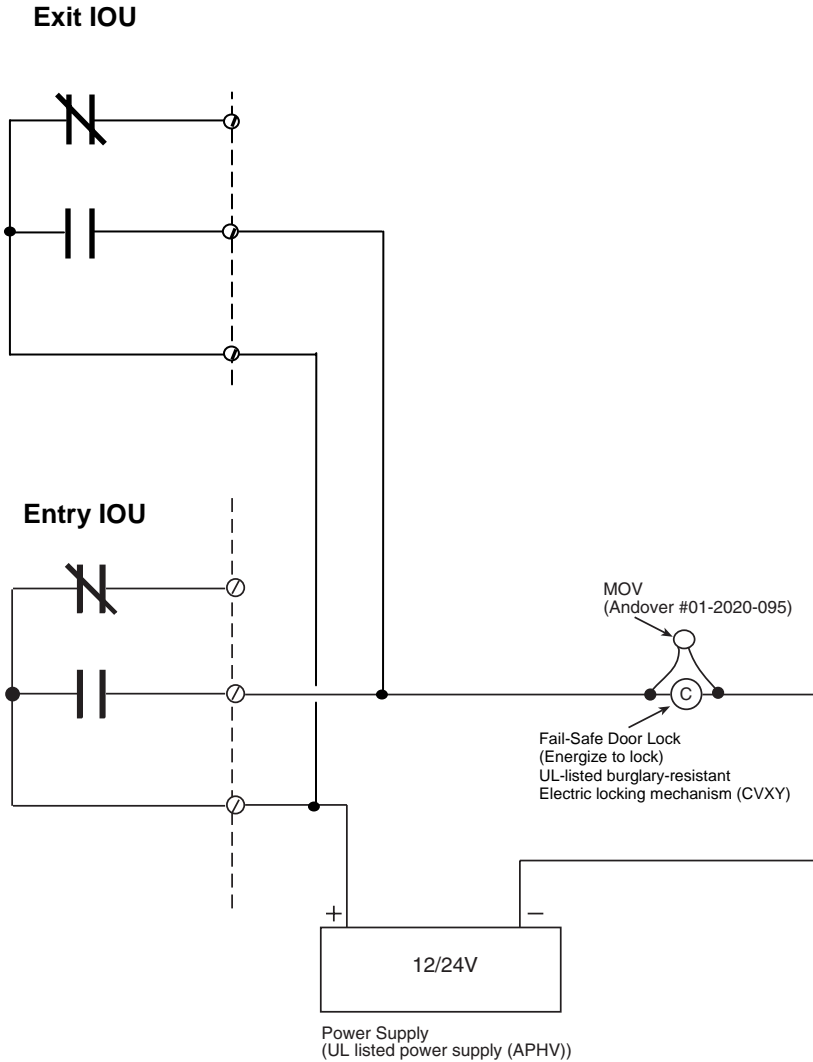 Exit IOU
Entry IOU
MOV
(Andover #01-2020-095)
C
Fail-Safe Door Lock
(Energize to lock)
UL-listed burglary-resistant
Electric locking mechanism (CVXY)
+ −
12/24V
Power Supply
(UL listed power supply (APHV))